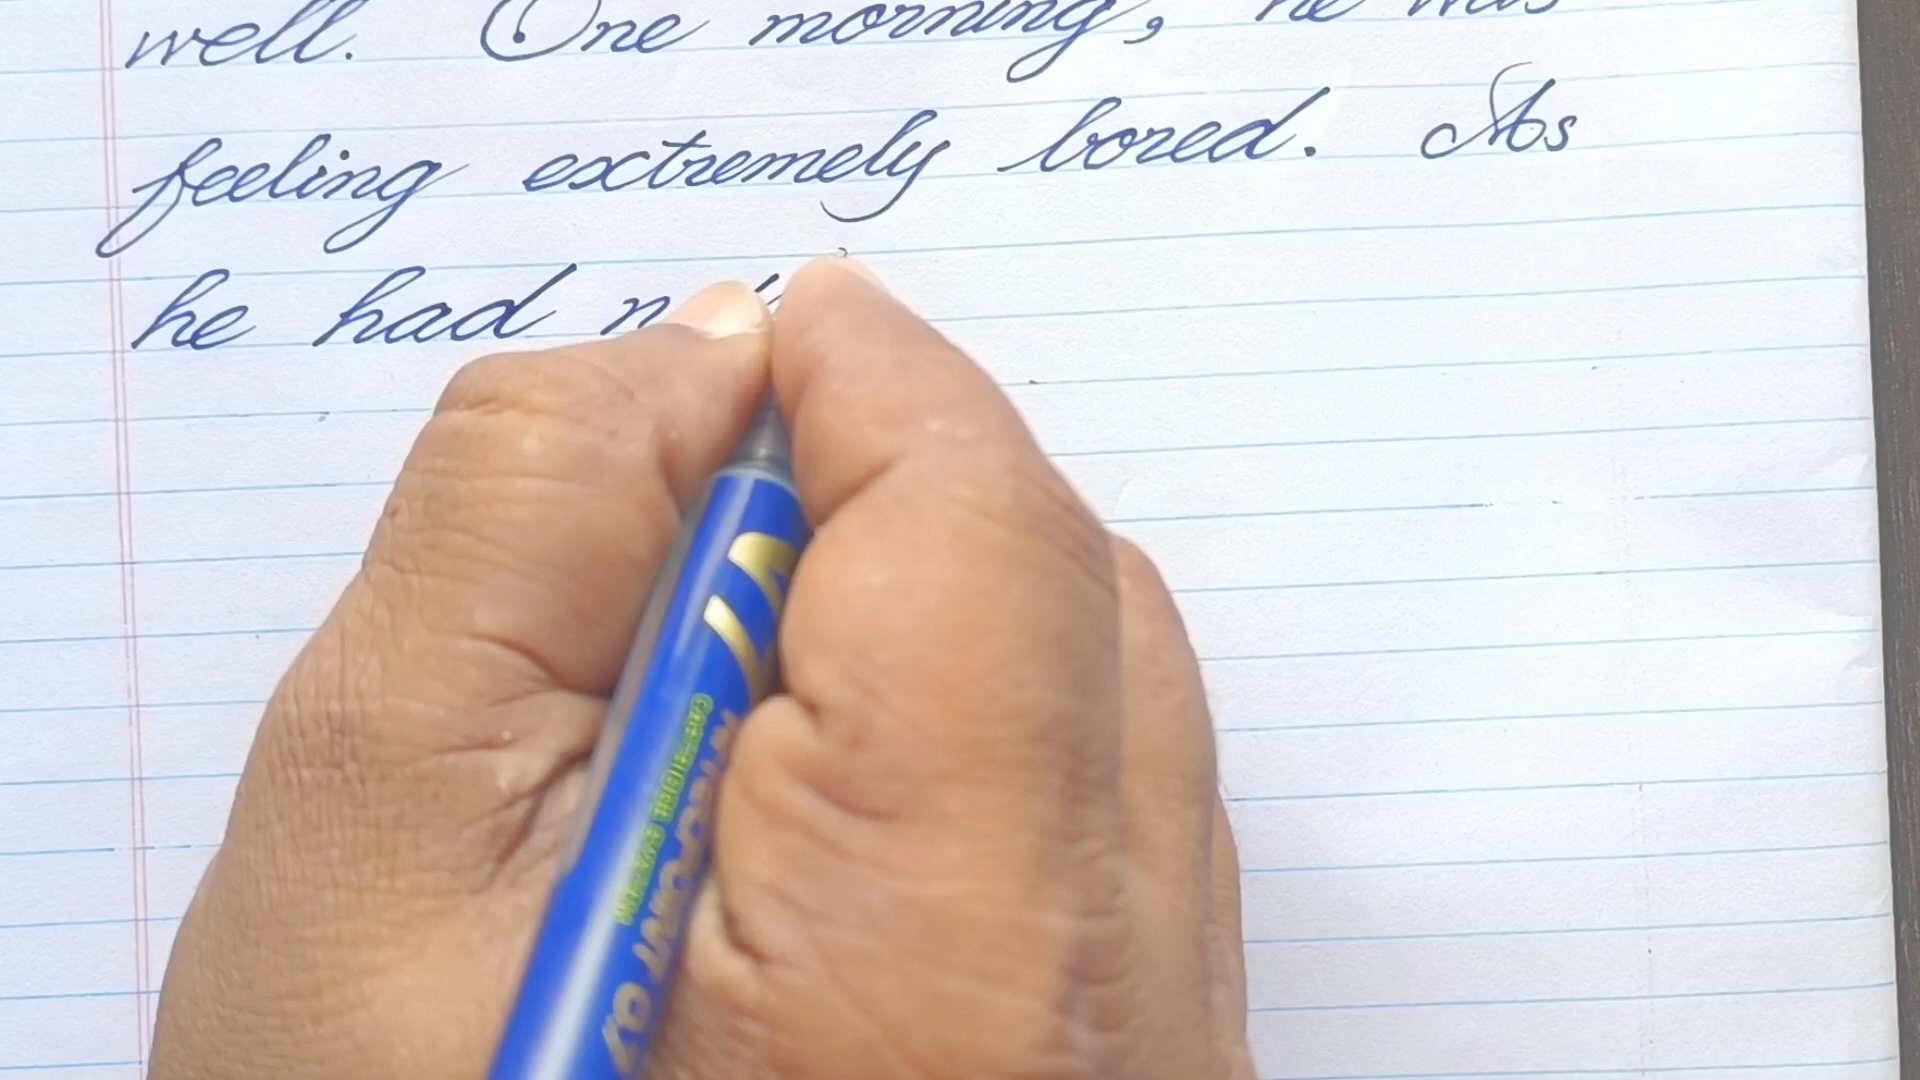 well. One morning, he was
feeling extremely bored. As
he had